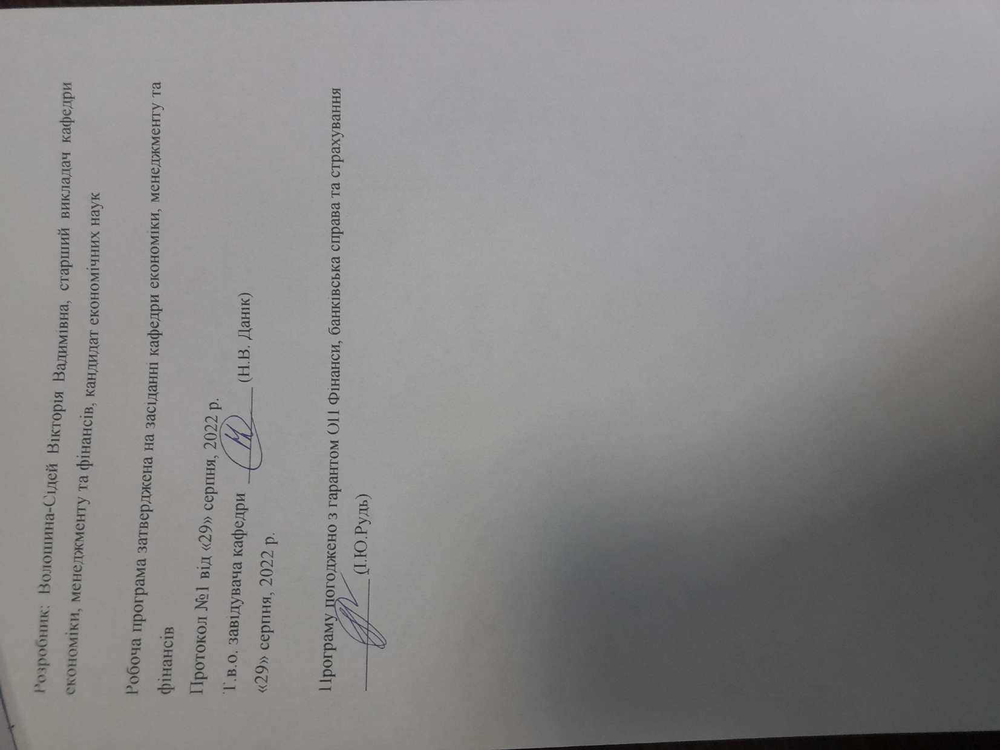 Розробник: Волошина-Сідей Вікторія Вадимівна, старший викладач кафедри
економіки, менеджменту та фінансів, кандидат економічних наук
Робоча програма затверджена на засіданні кафедри економіки, менеджменту та
фінансів
Протокол №1 від «29» серпня, 2022 р.
Т.в.о. завідувача кафедри (Н.В. Данік)
«29» серпня, 2022 р.
Програму погоджено з гарантом ОП Фінанси, банківська справа та страхування
(І.Ю.Рудь)